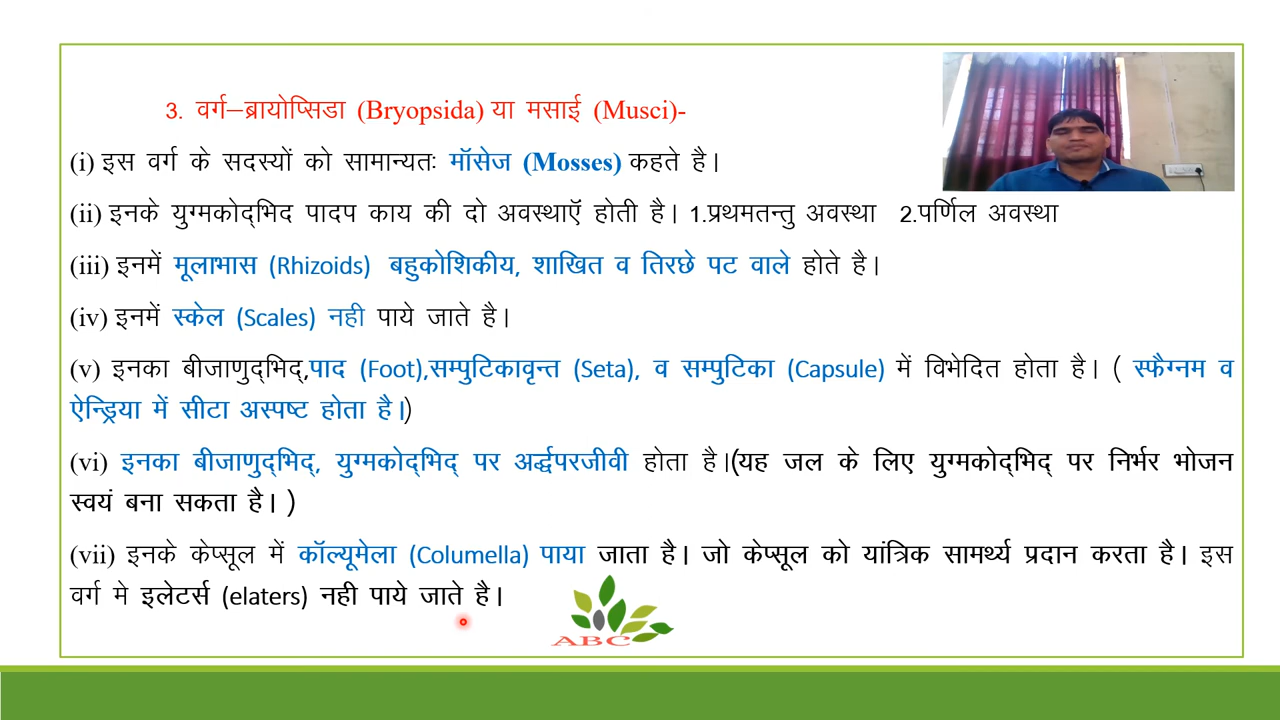 3. वर्ग–ब्रायोप्सिडा (Bryopsida) या मसाई (Musci)-
(i) इस वर्ग के सदस्यों को सामान्यतः मॉसेज (Mosses) कहते है।
(ii) इनके युग्मकोद्भिद पादप काय की दो अवस्थाऍ होती है। 1.प्रथमतन्तु अवस्था 2.पर्णिल अवस्था
(iii) इनमें मूलाभास (Rhizoids) बहुकोशिकीय, शाखित व तिरछे पट वाले होते है।
(iv) इनमें स्केल (Scales) नही पाये जाते है।
(v) इनका बीजाणुद्भिद्,पाद (Foot),सम्पुटिकावृन्त (Seta), व सम्पुटिका (Capsule) में विभेदित होता है। ( स्फैग्नम व
ऐन्ड्रिया में सीटा अस्पष्ट होता है।)
(vi) इनका बीजाणुद्भिद्, युग्मकोद्भिद् पर अर्द्धपरजीवी होता है।(यह जल के लिए युग्मकोद्भिद् पर निर्भर भोजन
स्वयं बना सकता है। )
(vii) इनके केप्सूल में कॉल्यूमेला (Columella) पाया जाता है। जो केप्सूल को यांत्रिक सामर्थ्य प्रदान करता है। इस
वर्ग मे इलेटर्स (elaters) नही पाये जाते है।
ABC